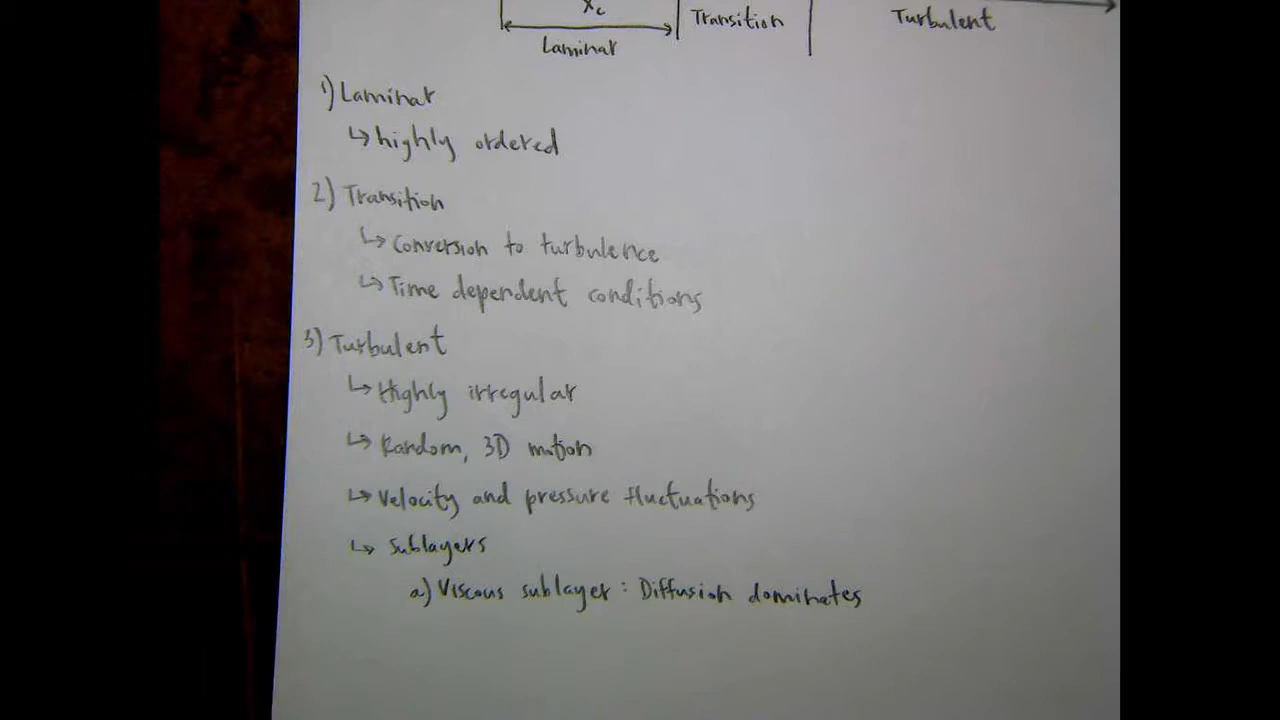 Xc
Transition
Turbulent
Laminar
1) Laminar
↳ highly ordered
2) Transition
↳ Conversion to turbulence
↳ Time dependent conditions
3) Turbulent
↳ Highly irregular
↳ Random, 3D motion
↳ Velocity and pressure fluctuations
↳ Sublayers
a) Viscous sublayer : Diffusion dominates